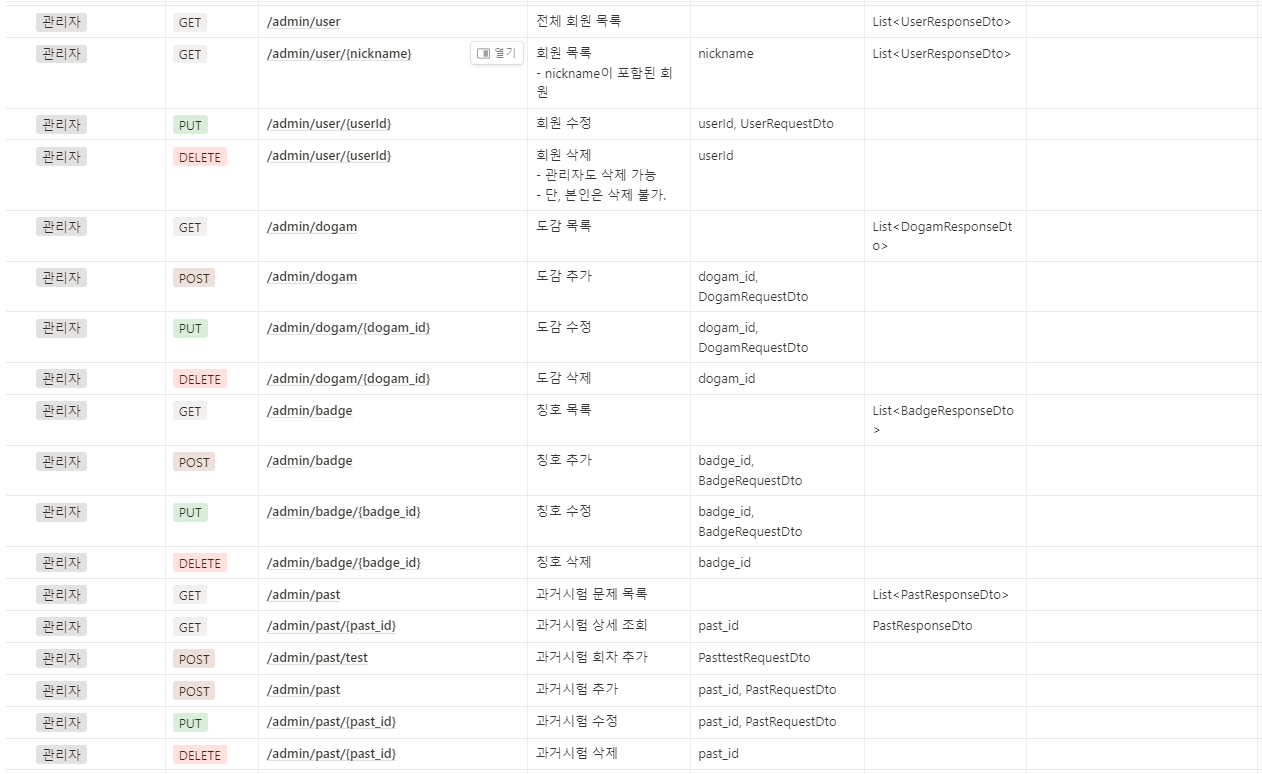 관리자 GET /admin/user 전체 회원 목록 List<UserResponseDto>
관리자 GET /admin/user/{nickname} 열기 회원 목록 nickname List<UserResponseDto>
- nickname이 포함된 회
원
관리자 PUT /admin/user/{userId} 회원 수정 userId, UserRequestDto
관리자 DELETE /admin/user/{userId} 회원 삭제 userId
- 관리자도 삭제 가능
- 단, 본인은 삭제 불가.
관리자 GET /admin/dogam 도감 목록 List<DogamResponseDt
o>
관리자 POST /admin/dogam 도감 추가 dogam_id,
DogamRequestDto
관리자 PUT /admin/dogam/{dogam_id} 도감 수정 dogam_id,
DogamRequestDto
관리자 DELETE /admin/dogam/{dogam_id} 도감 삭제 dogam_id
관리자 GET /admin/badge 칭호 목록 List<BadgeResponseDto
>
관리자 POST /admin/badge 칭호 추가 badge_id,
BadgeRequestDto
관리자 PUT /admin/badge/{badge_id} 칭호 수정 badge_id,
BadgeRequestDto
관리자 DELETE /admin/badge/{badge_id} 칭호 삭제 badge_id
관리자 GET /admin/past 과거시험 문제 목록 List<PastResponseDto>
관리자 GET /admin/past/{past_id} 과거시험 상세 조회 past_id PastResponseDto
관리자 POST /admin/past/test 과거시험 회차 추가 PasttestRequestDto
관리자 POST /admin/past 과거시험 추가 past_id, PastRequestDto
관리자 PUT /admin/past/{past_id} 과거시험 수정 past_id, PastRequestDto
관리자 DELETE /admin/past/{past_id} 과거시험 삭제 past_id